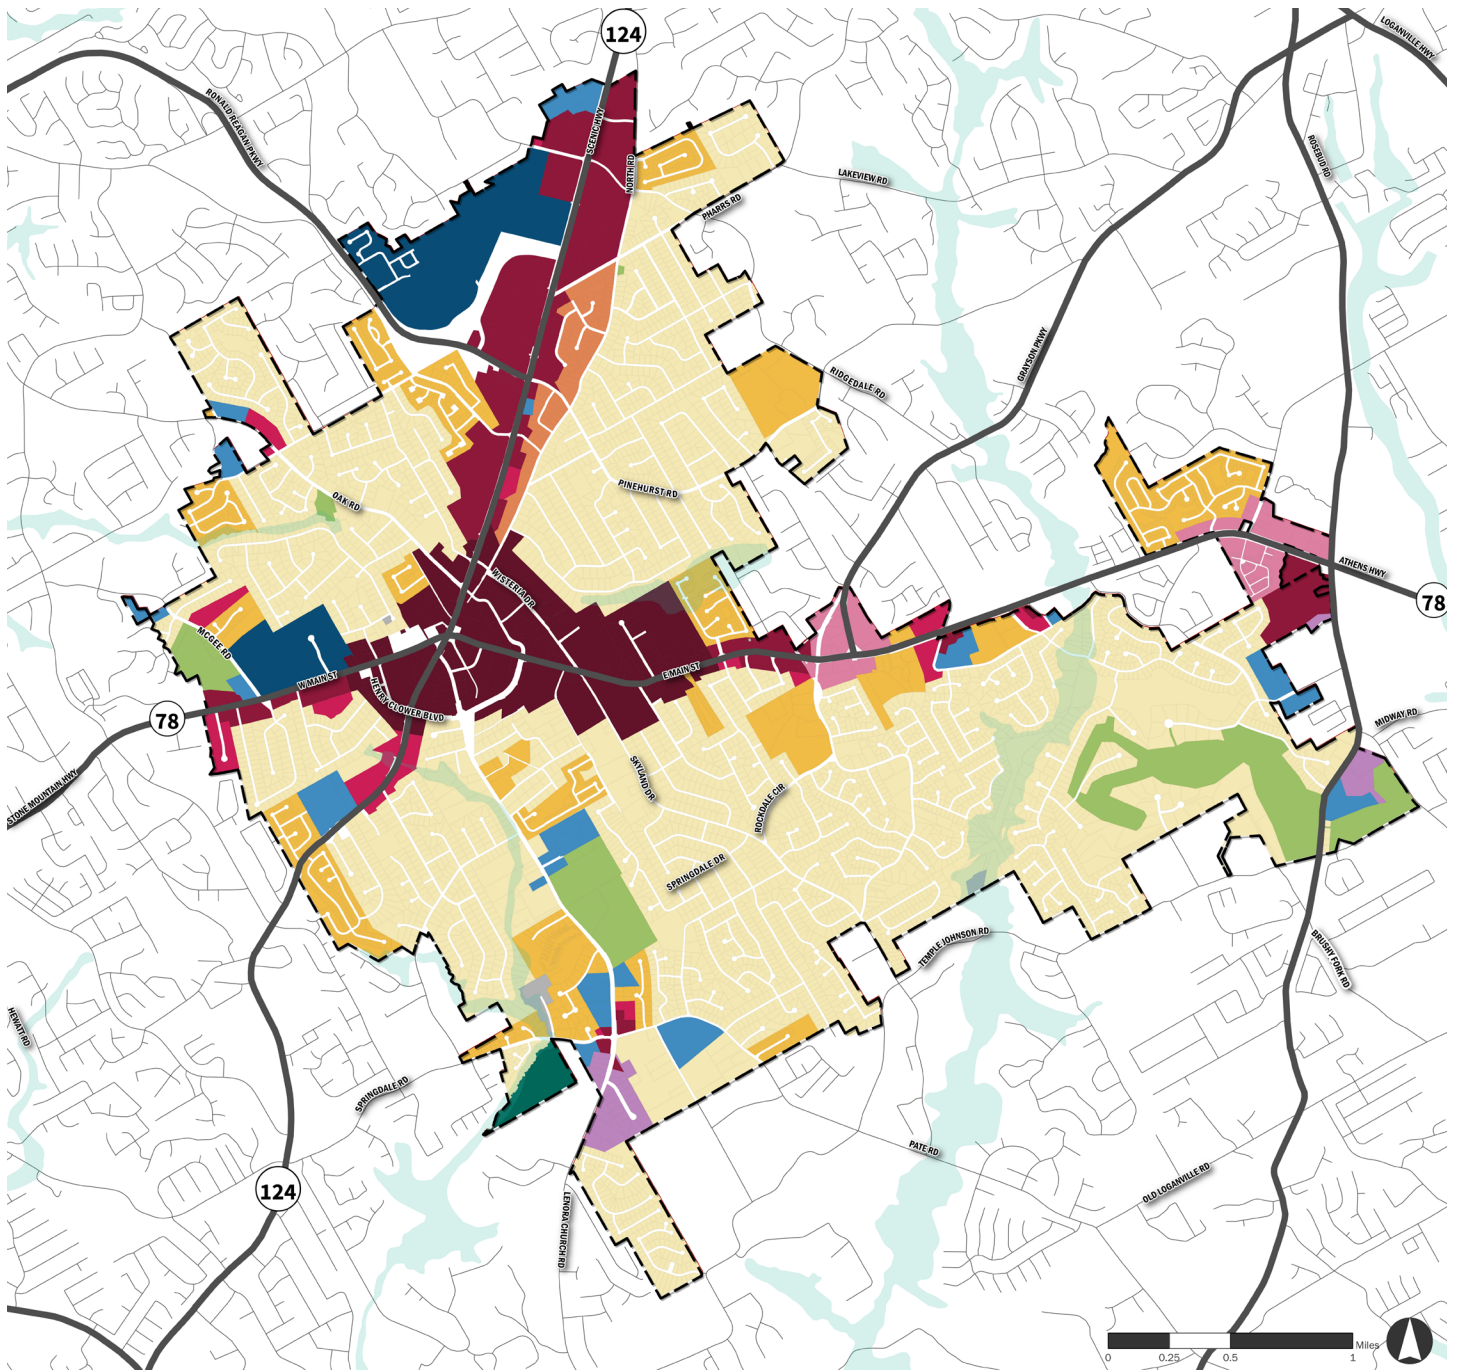 124
LOGANVILLE HWY
RONALD REAGAN PKWY
SCENIC HWY
NORTH RD
ROSEBUD RD
LAKEVIEW RD
PHARRS RD
GRAYSON PKWY
RIDGEDALE RD
PINEHURST RD
OAK RD
ATHENS HWY
WISTERIA DR
78
MCGEE RD
E MAIN ST
W MAIN ST
HENRY CLOWER BLVD
78
MIDWAY RD
STONE MOUNTAIN HWY
SKYLAND DR
ROCKDALE CIR
SPRINGDALE DR
TEMPLE JOHNSON RD
BRUSHY FORK RD
HEWATT RD
SPRINGDALE RD
PATE RD
OLD LOGANVILLE RD
124
LENORA CHURCH RD
Miles
0 0.25 0.5 1